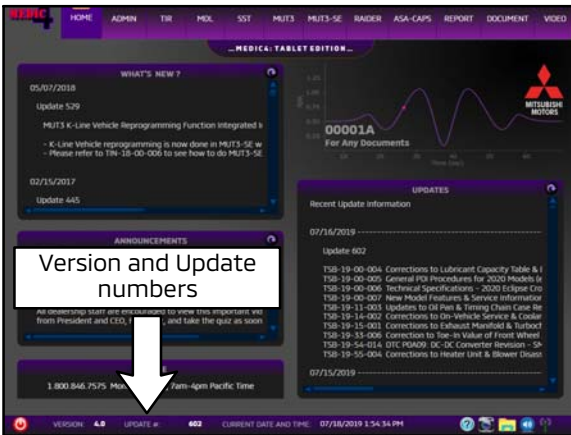 MEDIC
4
HOME ADMIN TIR MDL SST MUT3 MUT3-SE RAIDER ASA-CAPS REPORT DOCUMENT VIDEO
...MEDIC4: TABLET EDITION...
WHAT'S NEW ?
05/07/2018
Update 529
MUT3 K-Line Vehicle Reprogramming Function Integrated
- K-Line Vehicle reprogramming is now done in MUT3-SE
- Please refer to TIN-18-00-006 to see how to do MUT3-SE
02/15/2017
Update 445
MITSUBISHI
MOTORS
00001A
For Any Documents
UPDATES
Recent Update Information
07/16/2019
Update 602
TSB-19-00-004 Corrections to Lubricant Capacity Table &
TSB-19-00-005 General PDI Procedures for 2020 Models
TSB-19-00-006 Technical Specifications - 2020 Eclipse
TSB-19-00-007 New Model Features & Service Information
TSB-19-11-003 Updates to Oil Pan & Timing Chain Case
TSB-19-14-002 Corrections to On-Vehicle Service &
TSB-19-15-001 Corrections to Exhaust Manifold &
TSB-19-33-006 Correction to Toe-In Value of Front Wheel
TSB-19-54-014 DTC P0A09: DC-DC Converter Revision -
TSB-19-55-004 Corrections to Heater Unit & Blower
07/15/2019
ANNOUNCEMENTS
Version and Update
numbers
All dealership staff are encouraged to view this important
from President and CEO, and take the quiz as soon
1.800.846.7575 7am-4pm Pacific Time
VERSION: 4.0 UPDATE #: 602 CURRENT DATE AND TIME: 07/18/2019 1:54:34 PM